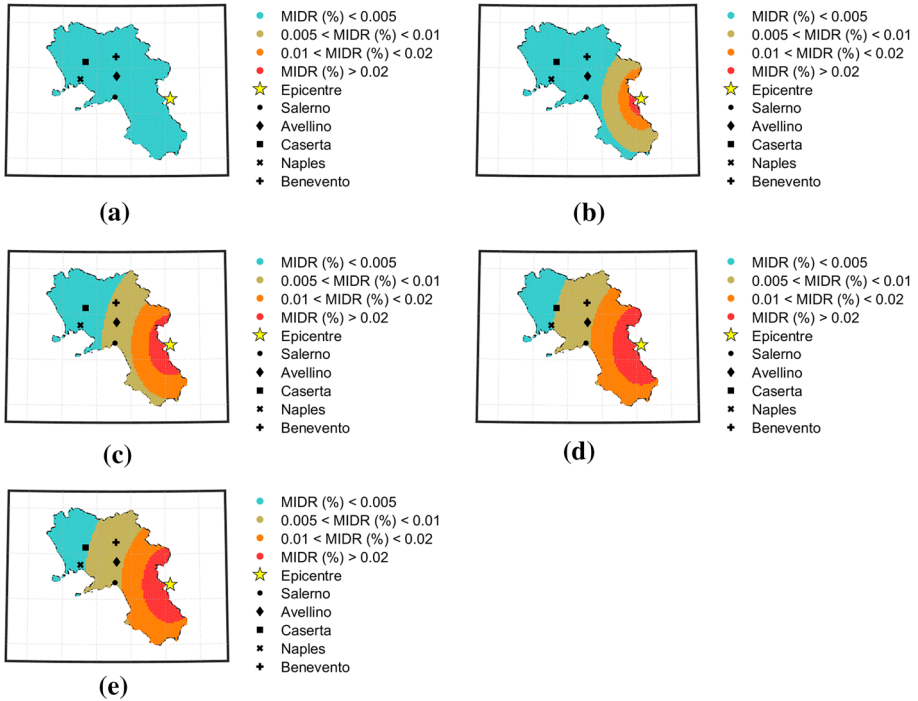 MIDR (%) < 0.005
0.005 < MIDR (%) < 0.01
0.01 < MIDR (%) < 0.02
MIDR (%) > 0.02
Epicentre
Salerno
Avellino
Caserta
Naples
Benevento
(a)
MIDR (%) < 0.005
0.005 < MIDR (%) < 0.01
0.01 < MIDR (%) < 0.02
MIDR (%) > 0.02
Epicentre
Salerno
Avellino
Caserta
Naples
Benevento
(b)
MIDR (%) < 0.005
0.005 < MIDR (%) < 0.01
0.01 < MIDR (%) < 0.02
MIDR (%) > 0.02
Epicentre
Salerno
Avellino
Caserta
Naples
Benevento
(c)
MIDR (%) < 0.005
0.005 < MIDR (%) < 0.01
0.01 < MIDR (%) < 0.02
MIDR (%) > 0.02
Epicentre
Salerno
Avellino
Caserta
Naples
Benevento
(d)
MIDR (%) < 0.005
0.005 < MIDR (%) < 0.01
0.01 < MIDR (%) < 0.02
MIDR (%) > 0.02
Epicentre
Salerno
Avellino
Caserta
Naples
Benevento
(e)